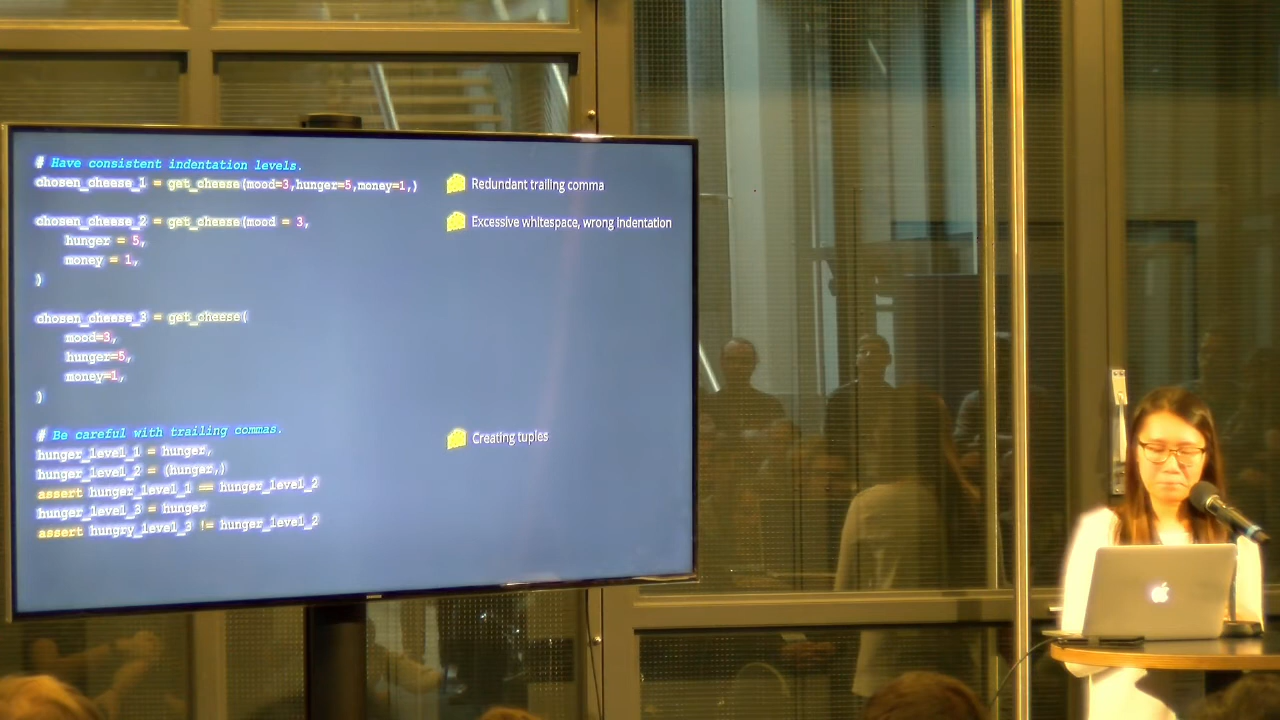 # Have consistent indentation levels.
chosen_cheese_1 = get_cheese(mood=3,hunger=5,money=1,)
Redundant trailing comma
chosen_cheese_2 = get_cheese(mood = 3,
Excessive whitespace, wrong indentation
hunger = 5,
money = 1,
)
chosen_cheese_3 = get_cheese(
mood=3,
hunger=5,
money=1,
)
# Be careful with trailing commas.
Creating tuples
hunger_level_1 = hunger,
hunger_level_2 = (hunger,)
assert hunger_level_1 == hunger_level_2
hunger_level_3 = hunger
assert hungry_level_3 != hunger_level_2